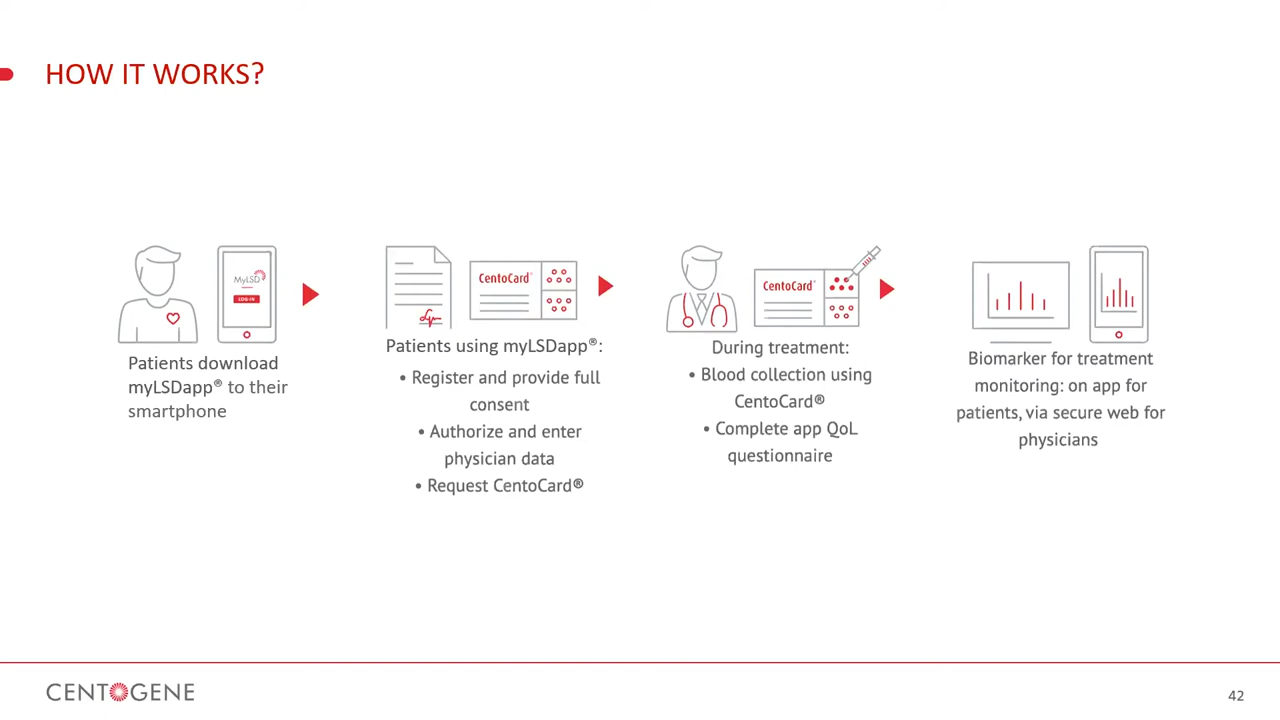 HOW IT WORKS?
MyLSD
LOG-IN
Patients download
myLSDapp® to their
smartphone
CentoCard®
Patients using myLSDapp®:
• Register and provide full
consent
• Authorize and enter
physician data
• Request CentoCard®
CentoCard®
During treatment:
• Blood collection using
CentoCard®
• Complete app QoL
questionnaire
Biomarker for treatment
monitoring: on app for
patients, via secure web for
physicians
CENTOGENE
42